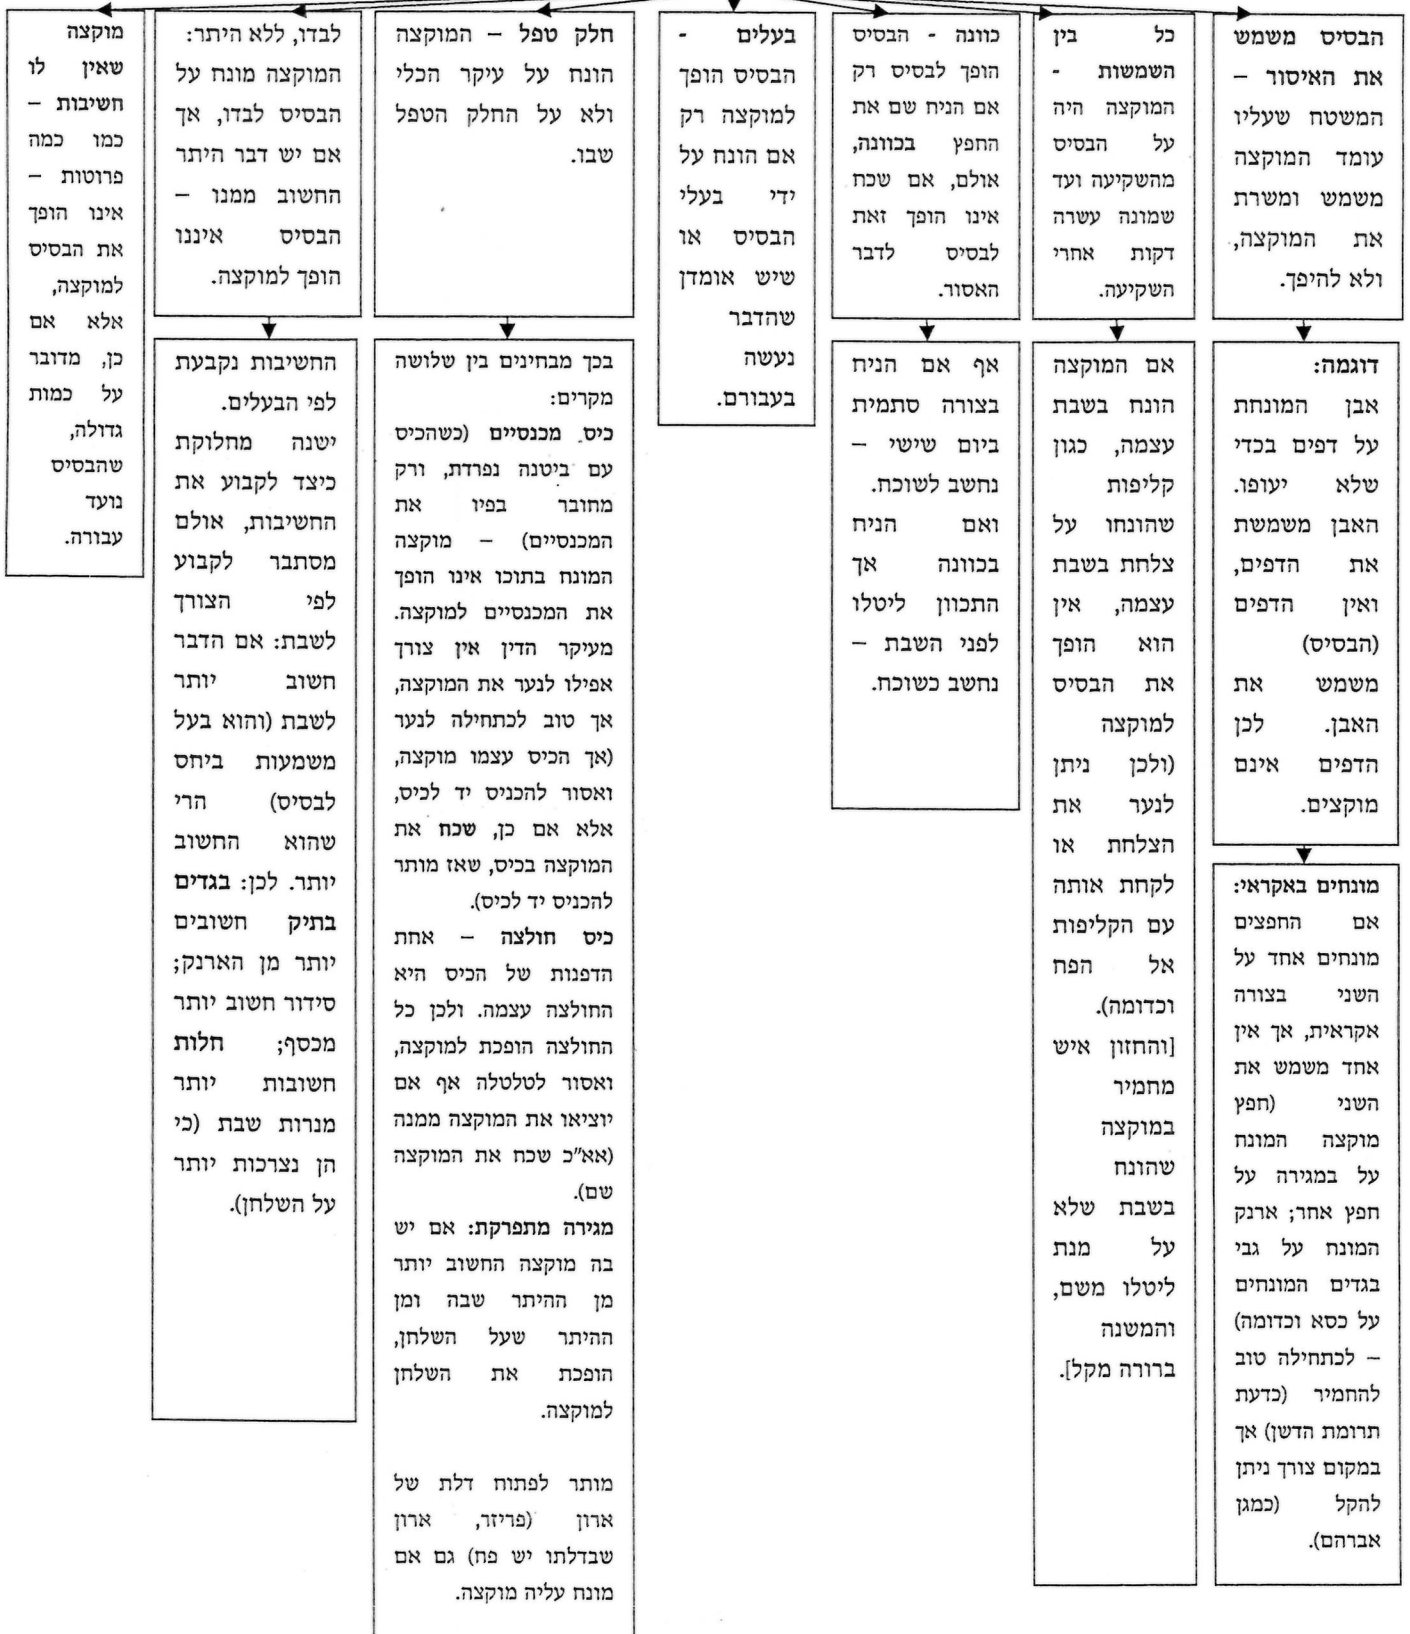 הבסיס משמש
את האיסור –
המשטח שעליו
עומד המוקצה
משמש ומשרת
את המוקצה,
ולא להיפך.
דוגמה:
אבן המונחת
על דפים בכדי
שלא יעופו.
האבן משמשת
את הדפים,
ואין הדפים
(הבסיס)
משמש את
האבן. לכן
הדפים אינם
מוקצים.
מונחים באקראי:
אם החפצים
מונחים אחד על
השני בצורה
אקראית, אך אין
אחד משמש את
השני (חפץ
מוקצה המונח
על במגירה על
חפץ אחר; ארנק
המונח על גבי
בגדים המונחים
על כסא וכדומה)
– לכתחילה טוב
להחמיר (כדעת
תרומת הדשן) אך
במקום צורך ניתן
להקל (כמגן
אברהם).
כל בין
השמשות -
המוקצה היה
על הבסיס
מהשקיעה ועד
שמונה עשרה
דקות אחרי
השקיעה.
אם המוקצה
הונח בשבת
עצמה, כגון
קליפות
שהונחו על
צלחת בשבת
עצמה, אין
הוא הופך
את הבסיס
למוקצה
(ולכן ניתן
לנער את
הצלחת או
לקחת אותה
עם הקליפות
אל הפח
וכדומה).
[והחזון איש
מחמיר
במוקצה
שהונח
בשבת שלא
על מנת
ליטלו משם,
והמשנה
ברורה מקל].
כוונה - הבסיס
הופך לבסיס רק
אם הניח שם את
החפץ בכוונה,
אולם, אם שכח
אינו הופך זאת
לבסיס לדבר
האסור.
אף אם הניח
בצורה סתמית
ביום שישי –
נחשב לשוכח.
ואם הניח
בכוונה אך
התכוון ליטלו
לפני השבת –
נחשב כשוכח.
בעלים -
הבסיס הופך
למוקצה רק
אם הונח על
ידי בעלי
הבסיס או
שיש אומדן
שהדבר
נעשה
בעבורם.
חלק טפל – המוקצה
הונח על עיקר הכלי
ולא על החלק הטפל
שבו.
בכך מבחינים בין שלושה
מקרים:
כיס מכנסיים (כשהכיס
עם ביטנה נפרדת, ורק
מחובר בפיו את
המכנסיים) – מוקצה
המונח בתוכו אינו הופך
את המכנסיים למוקצה.
מעיקר הדין אין צורך
אפילו לנער את המוקצה,
אך טוב לכתחילה לנער
(אך הכיס עצמו מוקצה,
ואסור להכניס יד לכיס,
אלא אם כן, שכח את
המוקצה בכיס, שאז מותר
להכניס יד לכיס).
כיס חולצה – אחת
הדפנות של הכיס היא
החולצה עצמה. ולכן כל
החולצה הופכת למוקצה,
ואסור לטלטלה אף אם
יוציאו את המוקצה ממנה
(אא"כ שכח את המוקצה
שם).
מגירה מתפרקת: אם יש
בה מוקצה החשוב יותר
מן ההיתר שבה ומן
ההיתר שעל השלחן,
הופכת את השלחן
למוקצה.
מותר לפתוח דלת של
ארון (פריזר, ארון
שבדלתו יש פח) גם אם
מונח עליה מוקצה.
לבדו, ללא היתר:
המוקצה מונח על
הבסיס לבדו, אך
אם יש דבר היתר
החשוב ממנו –
הבסיס איננו
הופך למוקצה.
החשיבות נקבעת
לפי הבעלים.
ישנה מחלוקת
כיצד לקבוע את
החשיבות, אולם
מסתבר לקבוע
לפי הצורך
לשבת: אם הדבר
חשוב יותר
לשבת (והוא בעל
משמעות ביחס
לבסיס) הרי
שהוא החשוב
יותר. לכן: בגדים
בתיק חשובים
יותר מן הארנק;
סידור חשוב יותר
מכסף; חלות
חשובות יותר
מנרות שבת (כי
הן נצרכות יותר
על השלחן).
מוקצה
שאין לו
חשיבות –
כמו כמה
פרוטות –
אינו הופך
את הבסיס
למוקצה,
אלא אם
כן, מדובר
על כמות
גדולה,
שהבסיס
נועד
עבורה.